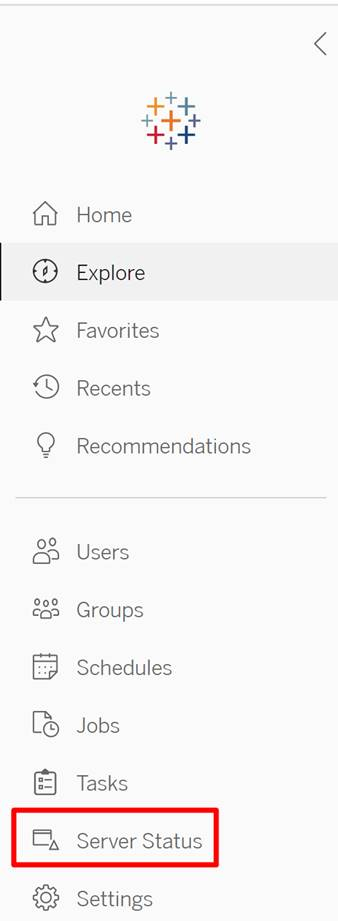 Home
Explore
Favorites
Recents
Recommendations
Users
Groups
Schedules
Jobs
Tasks
Server Status
Settings